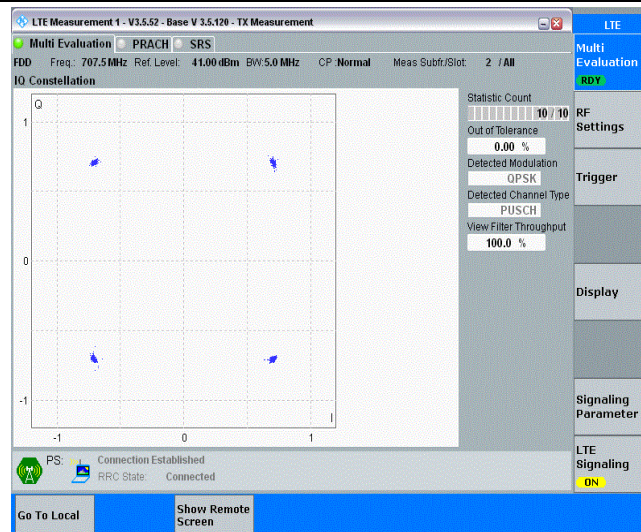 LTE Measurement 1 - V3.5.52 - Base V 3.5.120 - TX Measurement
LTE
Multi Evaluation PRACH SRS
Multi
Evaluation
RDY
FDD Freq.: 707.5 MHz Ref. Level: 41.00 dBm BW: 5.0 MHz CP :Normal Meas Subfr./Slot: 2 / All
IQ Constellation
Q
1
0
-1
-1 0 1
I
Statistic Count
10 / 10
Out of Tolerance
0.00 %
Detected Modulation
QPSK
Detected Channel Type
PUSCH
View Filter Throughput
100.0 %
RF
Settings
Trigger
Display
Signaling
Parameter
LTE
Signaling
ON
PS: Connection Established
RRC State: Connected
Go To Local
Show Remote
Screen